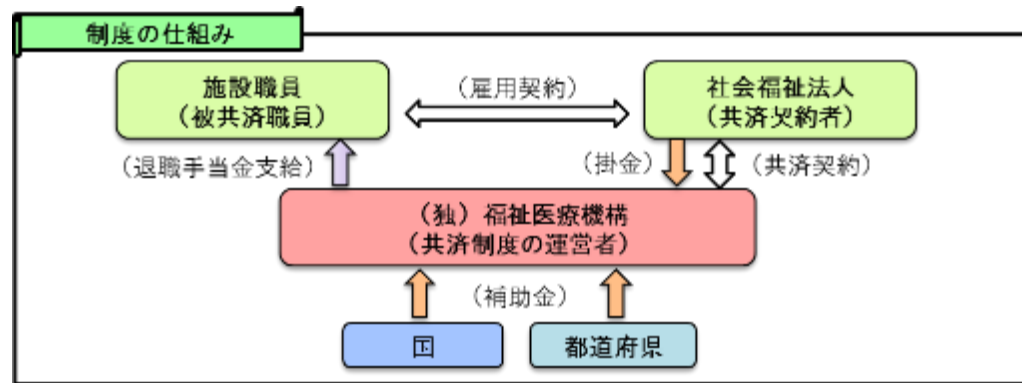 制度の仕組み
施設職員
（被共済職員）
（雇用契約）
社会福祉法人
（共済契約者）
（退職手当金支給）
（掛金）
（共済契約）
（独）福祉医療機構
（共済制度の運営者）
（補助金）
国
都道府県